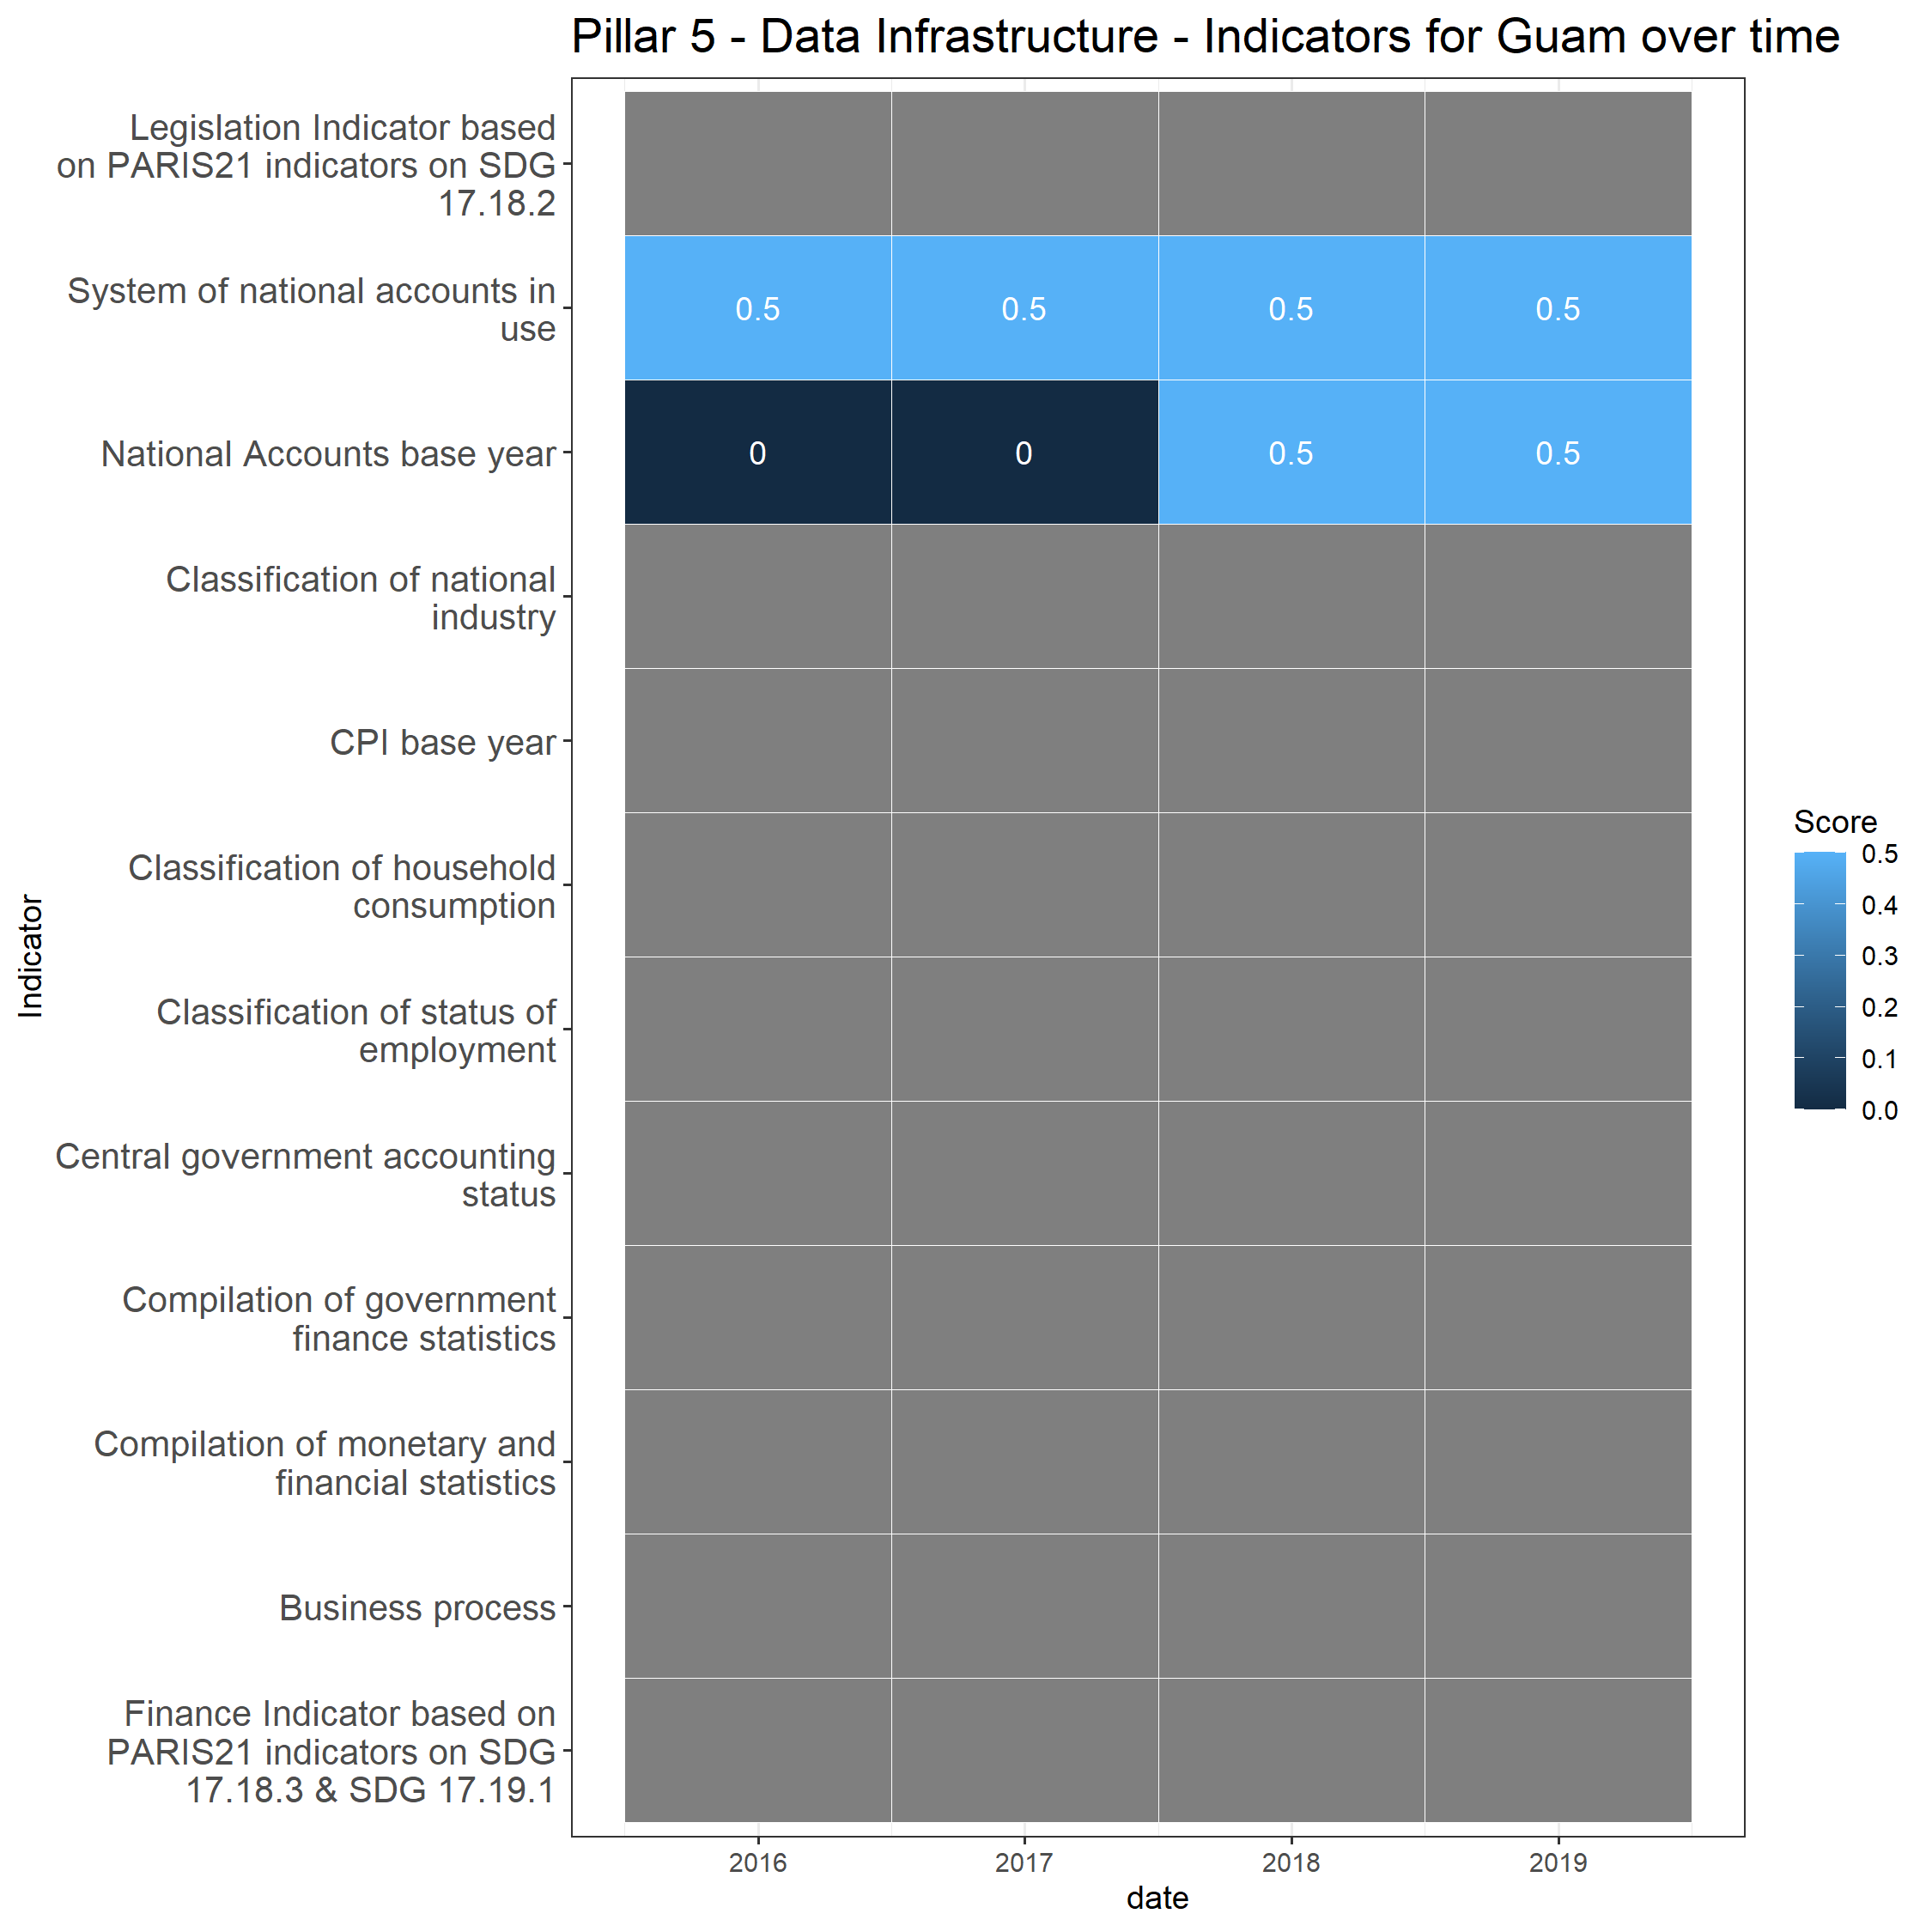 Pillar 5 - Data Infrastructure - Indicators for Guam over time
Indicator
Legislation Indicator based
on PARIS21 indicators on SDG
17.18.2
System of national accounts in
use
0.5 0.5 0.5 0.5
National Accounts base year
0 0 0.5 0.5
Classification of national
industry
CPI base year
Classification of household
consumption
Classification of status of
employment
Central government accounting
status
Compilation of government
finance statistics
Compilation of monetary and
financial statistics
Business process
Finance Indicator based on
PARIS21 indicators on SDG
17.18.3 & SDG 17.19.1
2016 2017 2018 2019
date
Score
0.5
0.4
0.3
0.2
0.1
0.0